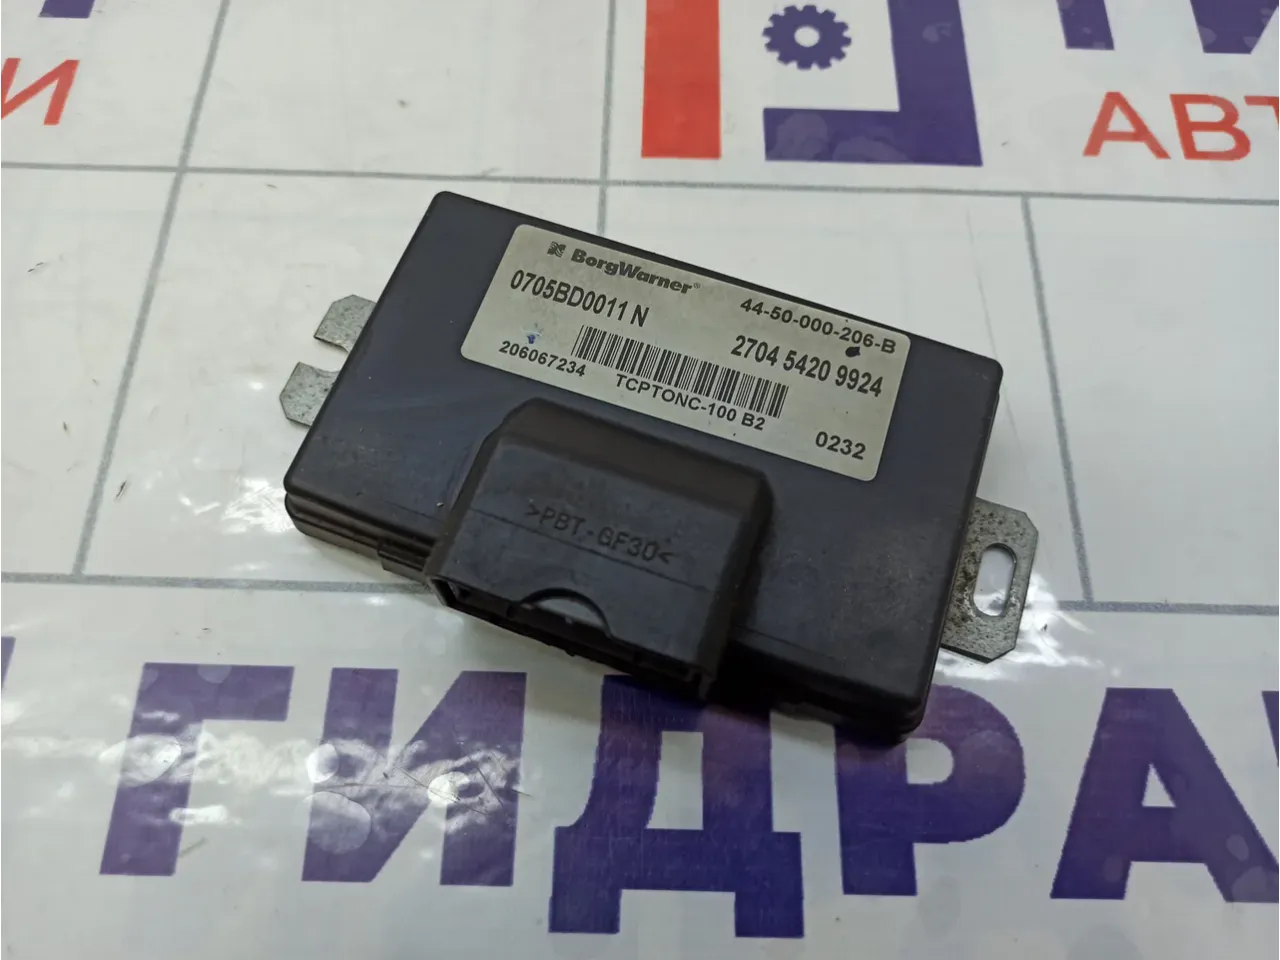 И
АВТ
BorgWarner®
44-50-000-206-B
0705BD0011 N
2704 5420 9924
206067234
TCPTONC-100 B2
0232
>PBT-GF30<
ГИДРА